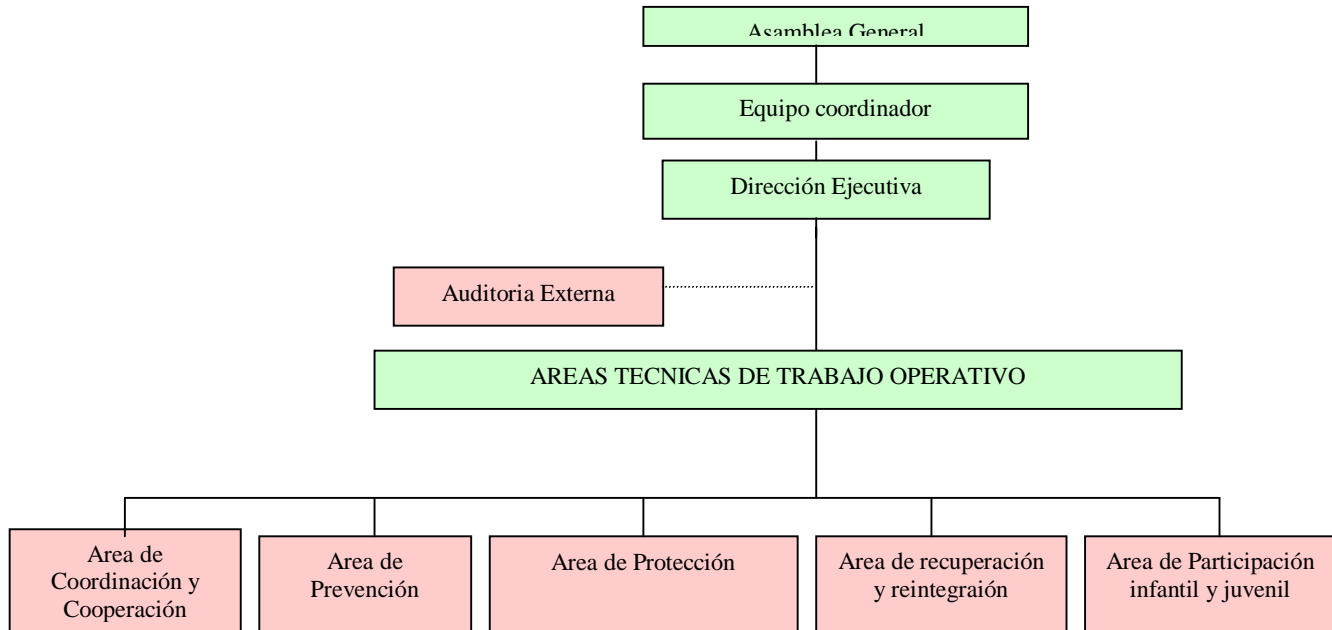 Asamblea General
Equipo coordinador
Dirección Ejecutiva
Auditoria Externa
AREAS TECNICAS DE TRABAJO OPERATIVO
Area de
Coordinación y
Cooperación
Area de
Prevención
Area de Protección
Area de recuperación
y reintegraión
Area de Participación
infantil y juvenil